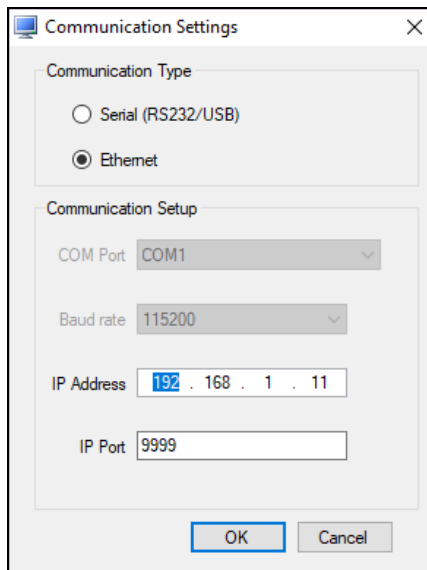 Communication Settings
Communication Type
Serial (RS232/USB)
Ethernet
Communication Setup
COM Port COM1
Baud rate 115200
IP Address 192 . 168 . 1 . 11
IP Port 9999
OK Cancel